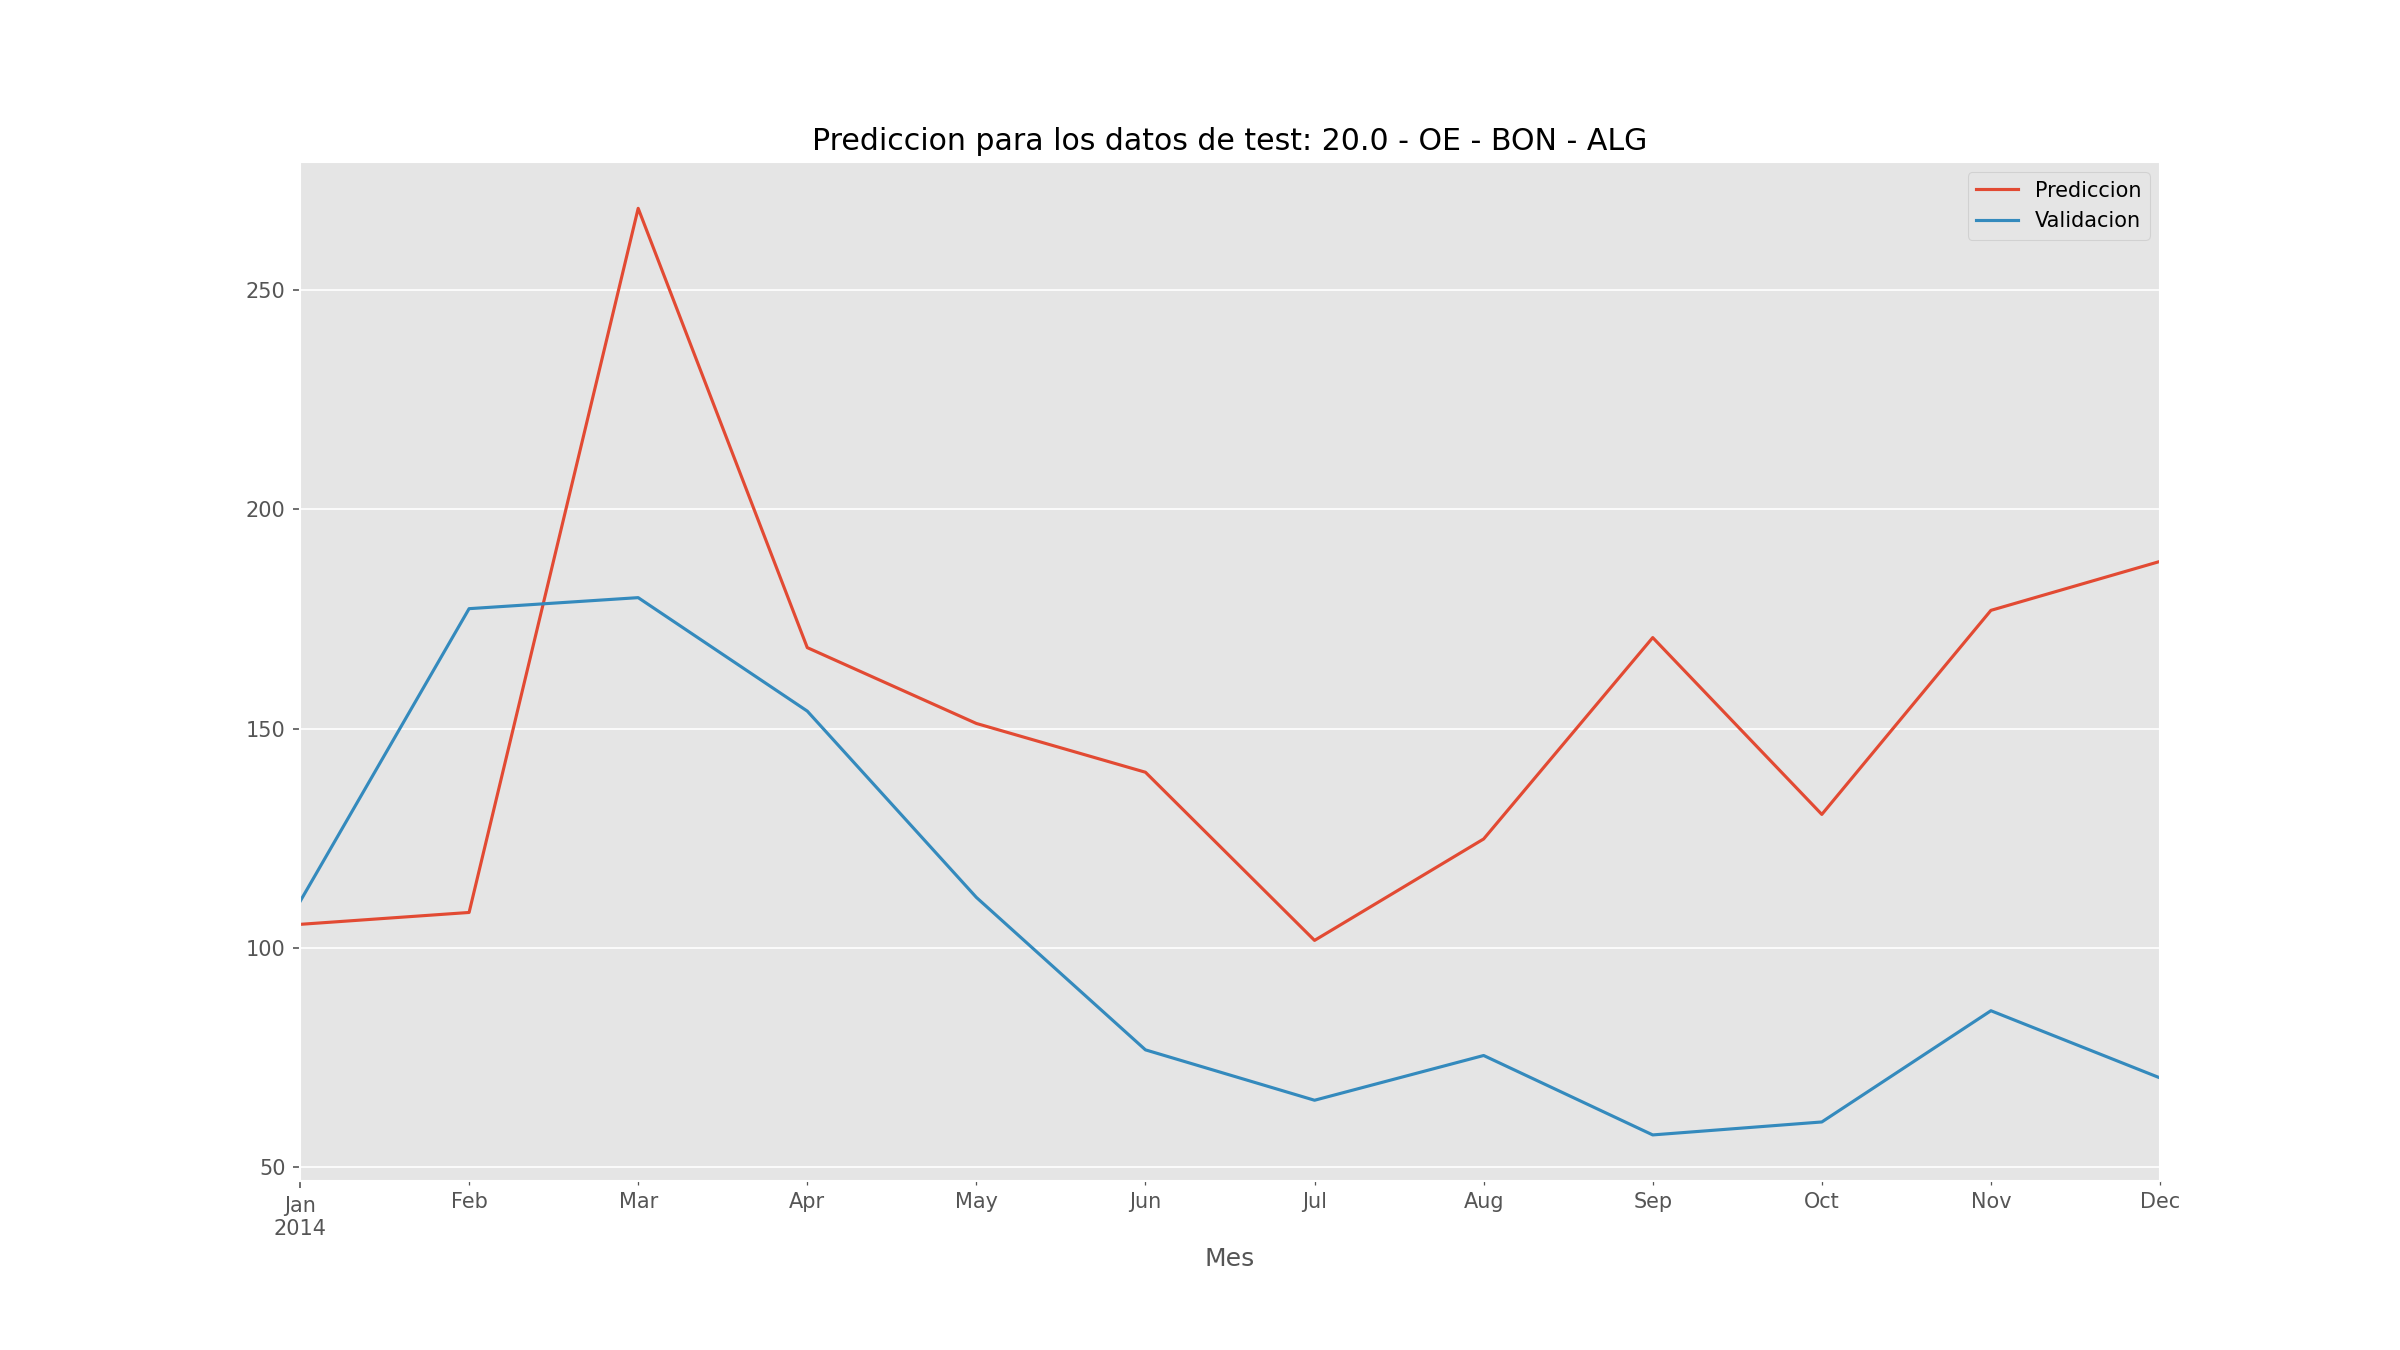 Prediccion para los datos de test: 20.0 - OE - BON - ALG
Prediccion
Validacion
250
200
150
100
50
Jan Feb Mar Apr May Jun Jul Aug Sep Oct Nov Dec
2014
Mes